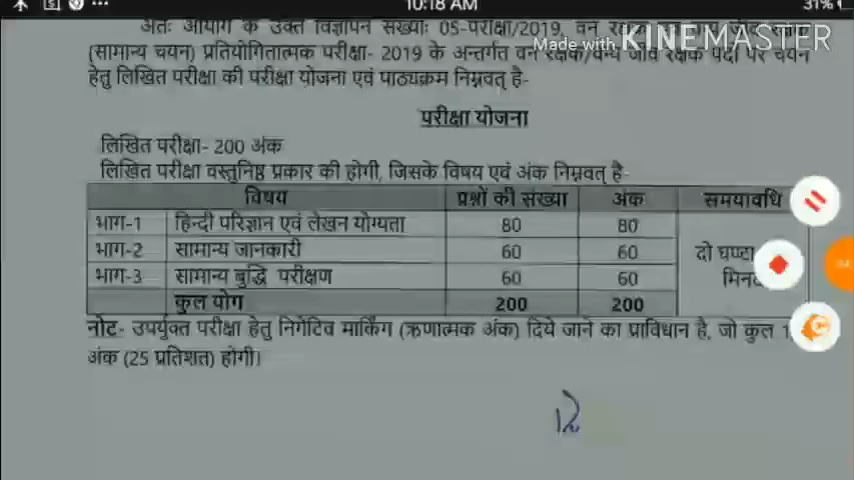 10:18 AM
31%
अतः आयोग के उक्त विज्ञापन संख्याः 05-परीक्षा/2019, वन
Made with KINEMASTER
(सामान्य चयन) प्रतियोगितात्मक परीक्षा- 2019 के अन्तर्गत वन रक्षक/वन्य जीव रक्षक पदों पर चयन
हेतु लिखित परीक्षा की परीक्षा योजना एवं पाठ्यक्रम निम्नवत् है-
परीक्षा योजना
लिखित परीक्षा- 200 अंक
लिखित परीक्षा वस्तुनिष्ठ प्रकार की होगी, जिसके विषय एवं अंक निम्नवत् है-
विषय प्रश्नों की संख्या अंक समयावधि
भाग-1 हिन्दी परिज्ञान एवं लेखन योग्यता 80 80
भाग-2 सामान्य जानकारी 60 60 दो घण्टा
भाग-3 सामान्य बुद्धि परीक्षण 60 60
कुल योग 200 200
नोट- उपर्युक्त परीक्षा हेतु निगेटिव मार्किंग (ऋणात्मक अंक) दिये जाने का प्राविधान है, जो कुल
अंक (25 प्रतिशत) होगी।